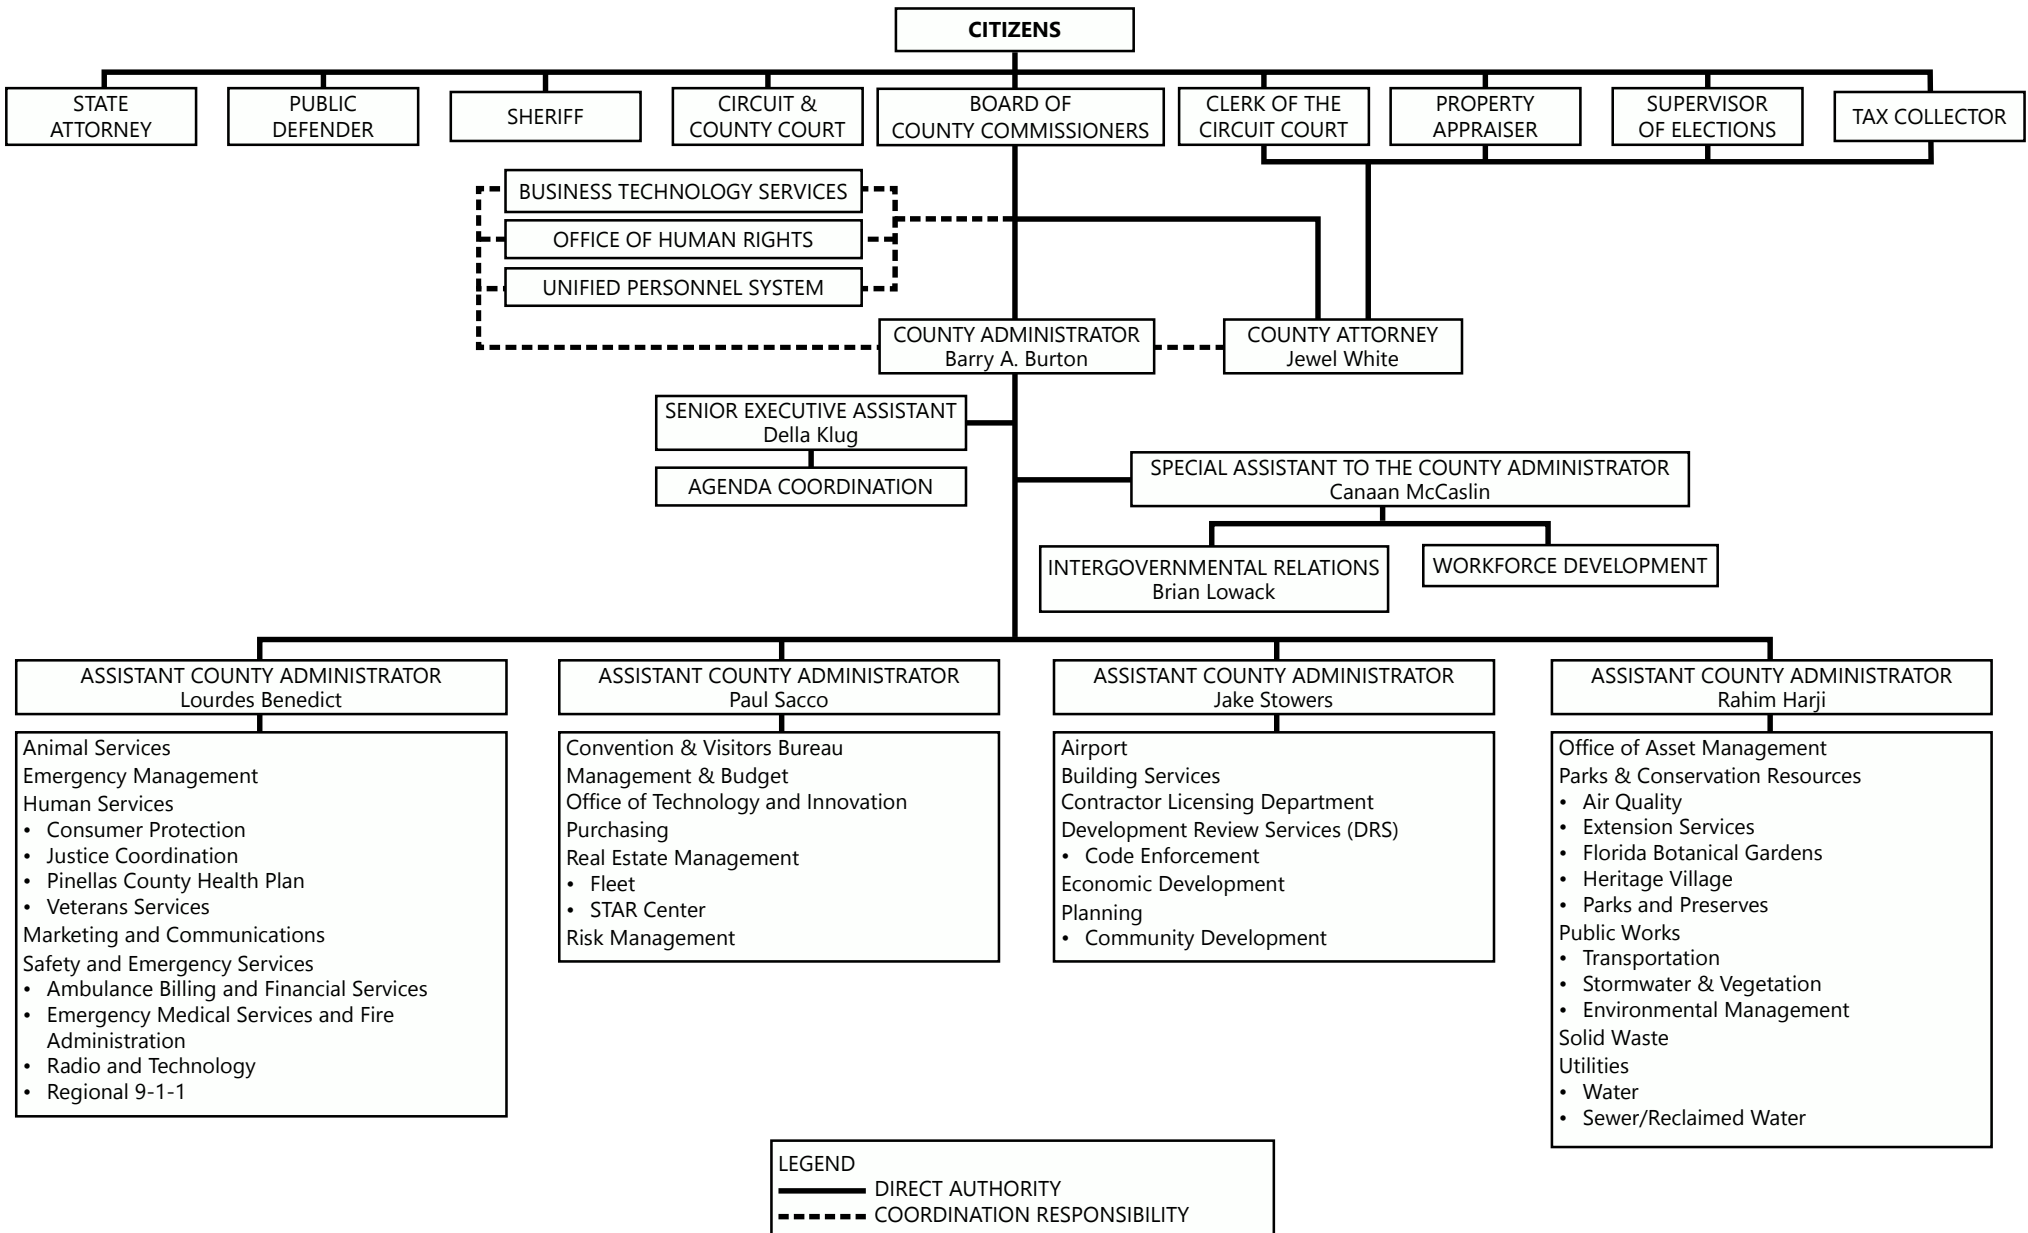 CITIZENS
STATE
ATTORNEY
PUBLIC
DEFENDER
SHERIFF
CIRCUIT &
COUNTY COURT
BOARD OF
COUNTY COMMISSIONERS
CLERK OF THE
CIRCUIT COURT
PROPERTY
APPRAISER
SUPERVISOR
OF ELECTIONS
TAX COLLECTOR
BUSINESS TECHNOLOGY SERVICES
OFFICE OF HUMAN RIGHTS
UNIFIED PERSONNEL SYSTEM
COUNTY ADMINISTRATOR
Barry A. Burton
COUNTY ATTORNEY
Jewel White
SENIOR EXECUTIVE ASSISTANT
Della Klug
AGENDA COORDINATION
SPECIAL ASSISTANT TO THE COUNTY ADMINISTRATOR
Canaan McCaslin
INTERGOVERNMENTAL RELATIONS
Brian Lowack
WORKFORCE DEVELOPMENT
ASSISTANT COUNTY ADMINISTRATOR
Lourdes Benedict
Animal Services
Emergency Management
Human Services
• Consumer Protection
• Justice Coordination
• Pinellas County Health Plan
• Veterans Services
Marketing and Communications
Safety and Emergency Services
• Ambulance Billing and Financial Services
• Emergency Medical Services and Fire
Administration
• Radio and Technology
• Regional 9-1-1
ASSISTANT COUNTY ADMINISTRATOR
Paul Sacco
Convention & Visitors Bureau
Management & Budget
Office of Technology and Innovation
Purchasing
Real Estate Management
• Fleet
• STAR Center
Risk Management
ASSISTANT COUNTY ADMINISTRATOR
Jake Stowers
Airport
Building Services
Contractor Licensing Department
Development Review Services (DRS)
• Code Enforcement
Economic Development
Planning
• Community Development
ASSISTANT COUNTY ADMINISTRATOR
Rahim Harji
Office of Asset Management
Parks & Conservation Resources
• Air Quality
• Extension Services
• Florida Botanical Gardens
• Heritage Village
• Parks and Preserves
Public Works
• Transportation
• Stormwater & Vegetation
• Environmental Management
Solid Waste
Utilities
• Water
• Sewer/Reclaimed Water
LEGEND
DIRECT AUTHORITY
COORDINATION RESPONSIBILITY